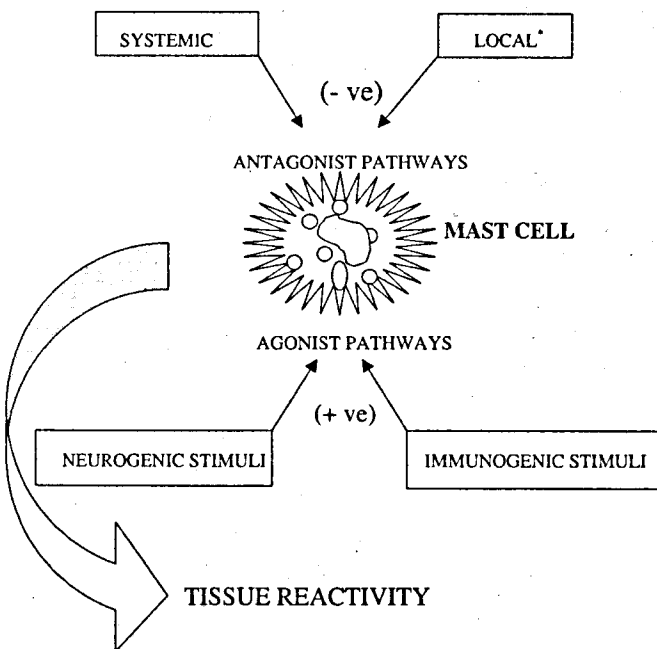 SYSTEMIC
LOCAL*
(- ve)
ANTAGONIST PATHWAYS
MAST CELL
AGONIST PATHWAYS
(+ ve)
NEUROGENIC STIMULI
IMMUNOGENIC STIMULI
TISSUE REACTIVITY